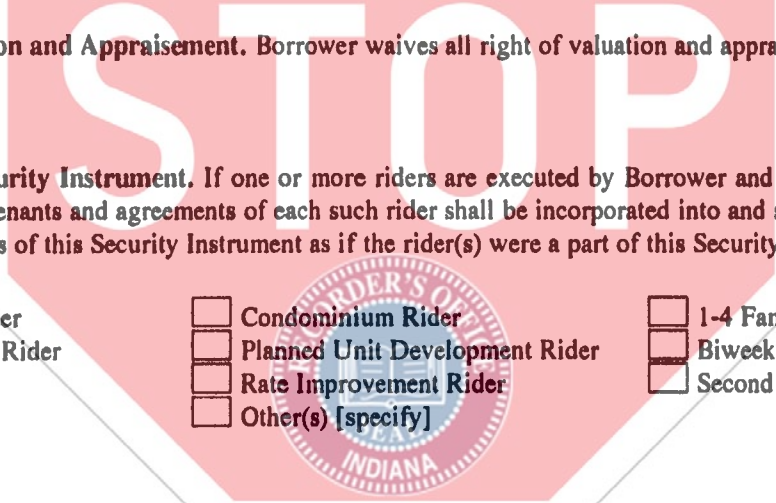 STOP
on and Appraisement. Borrower waives all right of valuation and appra
urity Instrument. If one or more riders are executed by Borrower and
enants and agreements of each such rider shall be incorporated into and s
s of this Security Instrument as if the rider(s) were a part of this Security
er Condominium Rider 1-4 Fam
Rider Planned Unit Development Rider Biweek
Rate Improvement Rider Second
Other(s) [specify]
RECORDER'S OFFICE
SEAL
INDIANA